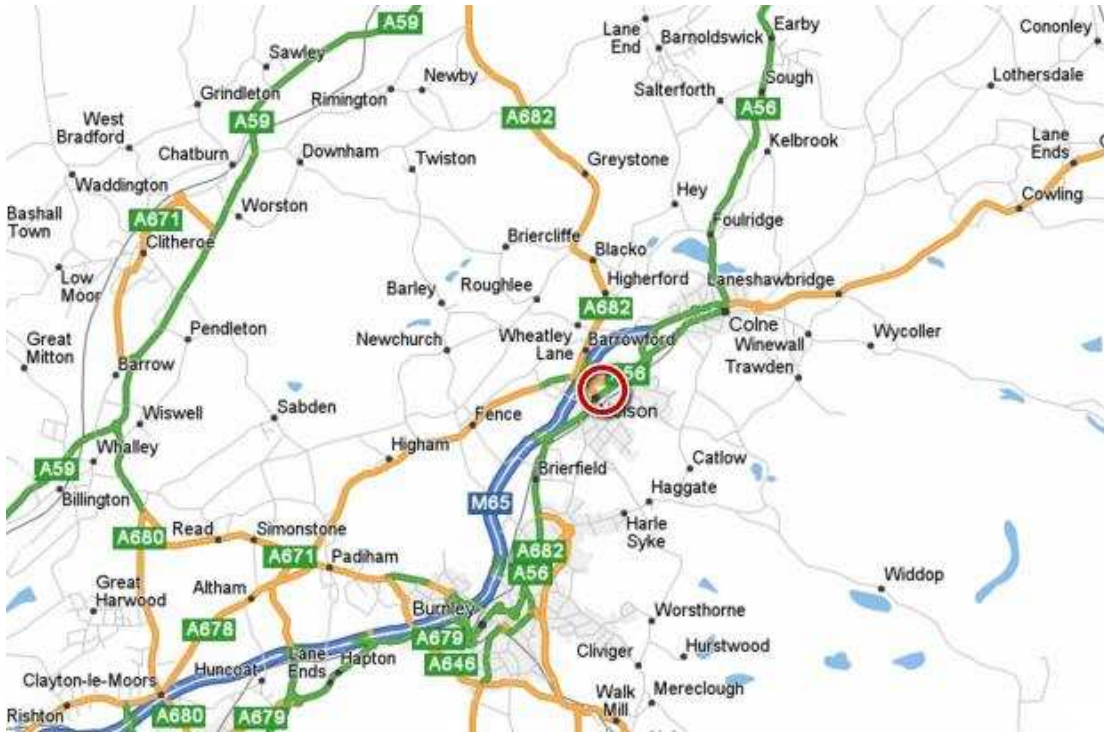 A59
Lane
End
Barnoldswick
Earby
Cononley
Sawley
Newby
Sough
Lothersdale
Grindleton
Rimington
Salterforth
A56
A59
A682
West
Bradford
Kelbrook
Lane
Ends
Chatburn
Downham
Twiston
Greystone
Waddington
Hey
Cowling
Bashall
Town
A671
Worston
Foulridge
Clitheroe
Briercliffe
Blacko
Low
Moor
Barley
Roughlee
Higherford
Laneshawbridge
A682
Great
Mitton
Pendleton
Newchurch
Wheatley
Lane
Barrowford
Colne
Winewall
Wycoller
Barrow
Trawden
56
Wiswell
Sabden
Fence
Whalley
Higham
A59
Brierfield
Catlow
Billington
M65
Haggate
Harle
Syke
A680
Read
Simonstone
A671
Padiham
A682
A56
Great
Harwood
Altham
Widdop
Burnley
Worsthorne
A678
A679
A646
Cliviger
Hurstwood
Clayton-le-Moors
Huncoat
Lane
Ends
Hapton
Mereclough
Rishton
A680
A679
Walk
Mill